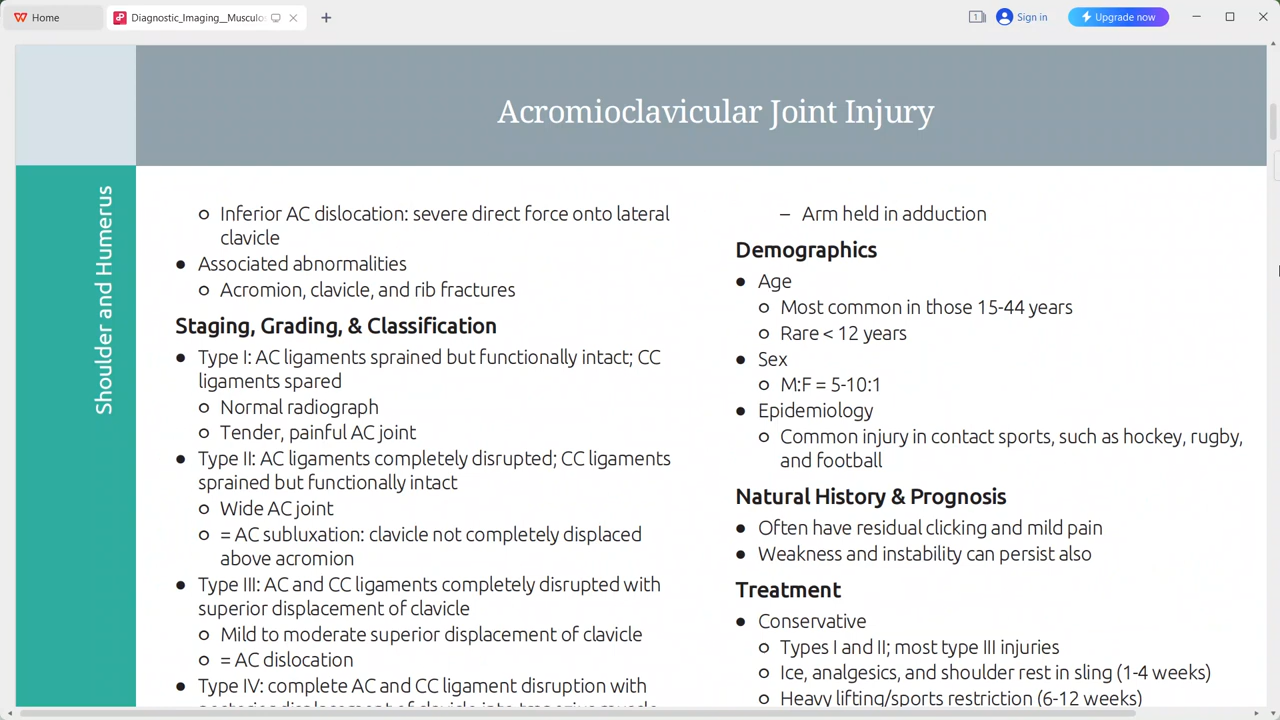 Home
Diagnostic_Imaging__Musculos
1
Sign in
Upgrade now
Acromioclavicular Joint Injury
Shoulder and Humerus
○ Inferior AC dislocation: severe direct force onto lateral
clavicle
● Associated abnormalities
○ Acromion, clavicle, and rib fractures
Staging, Grading, & Classification
● Type I: AC ligaments sprained but functionally intact; CC
ligaments spared
○ Normal radiograph
○ Tender, painful AC joint
● Type II: AC ligaments completely disrupted; CC ligaments
sprained but functionally intact
○ Wide AC joint
○ = AC subluxation: clavicle not completely displaced
above acromion
● Type III: AC and CC ligaments completely disrupted with
superior displacement of clavicle
○ Mild to moderate superior displacement of clavicle
○ = AC dislocation
● Type IV: complete AC and CC ligament disruption with
– Arm held in adduction
Demographics
● Age
○ Most common in those 15-44 years
○ Rare < 12 years
● Sex
○ M:F = 5-10:1
● Epidemiology
○ Common injury in contact sports, such as hockey, rugby,
and football
Natural History & Prognosis
● Often have residual clicking and mild pain
● Weakness and instability can persist also
Treatment
● Conservative
○ Types I and II; most type III injuries
○ Ice, analgesics, and shoulder rest in sling (1-4 weeks)
○ Heavy lifting/sports restriction (6-12 weeks)